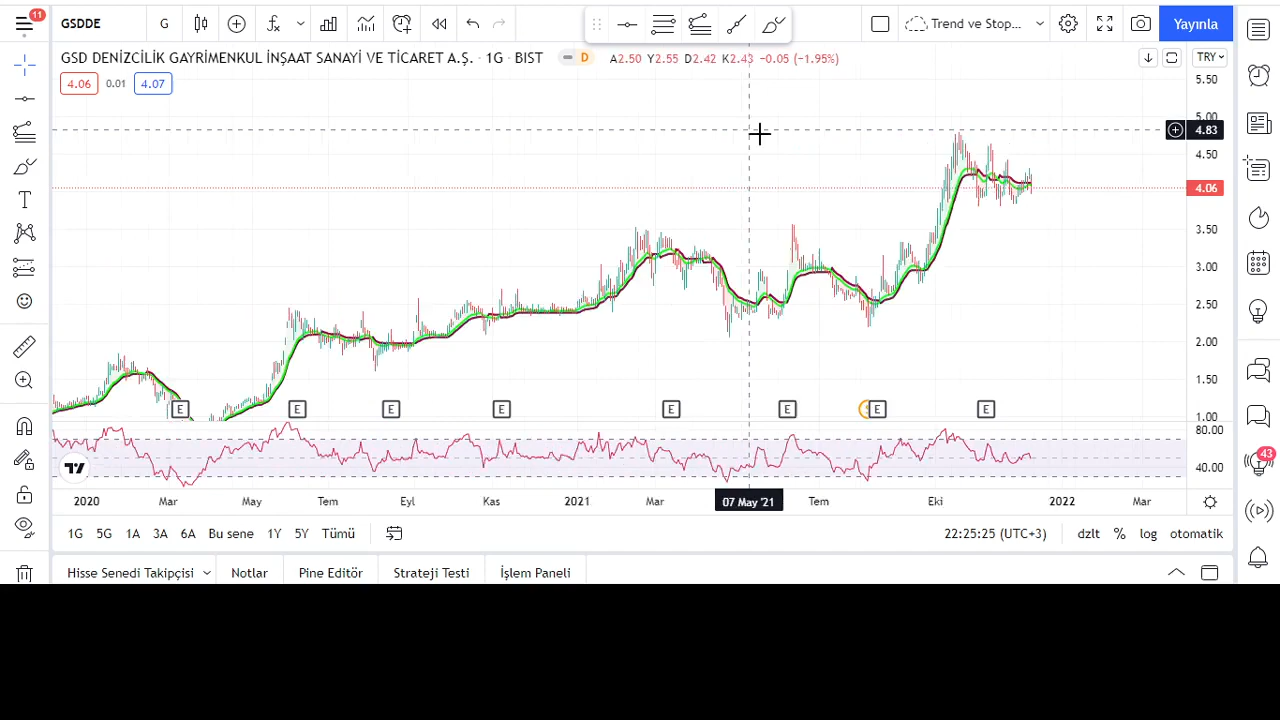 11
GSDDE G Trend ve Stop... Yayınla
GSD DENİZCİLİK GAYRİMENKUL İNŞAAT SANAYİ VE TİCARET A.Ş. · 1G · BIST D A2.50 Y2.55 D2.42 K2.43 -0.05 (-1.95%) TRY
4.06 0.01 4.07
5.50
5.00
4.83
4.50
4.06
3.50
3.00
2.50
2.00
1.50
1.00
E E E E E E E E
80.00
40.00
2020 Mar May Tem Eyl Kas 2021 Mar 07 May '21 Tem Eki 2022 Mar
1G 5G 1A 3A 6A Bu sene 1Y 5Y Tümü 22:25:25 (UTC+3) dzlt % log otomatik
Hisse Senedi Takipçisi Notlar Pine Editör Strateji Testi İşlem Paneli
43